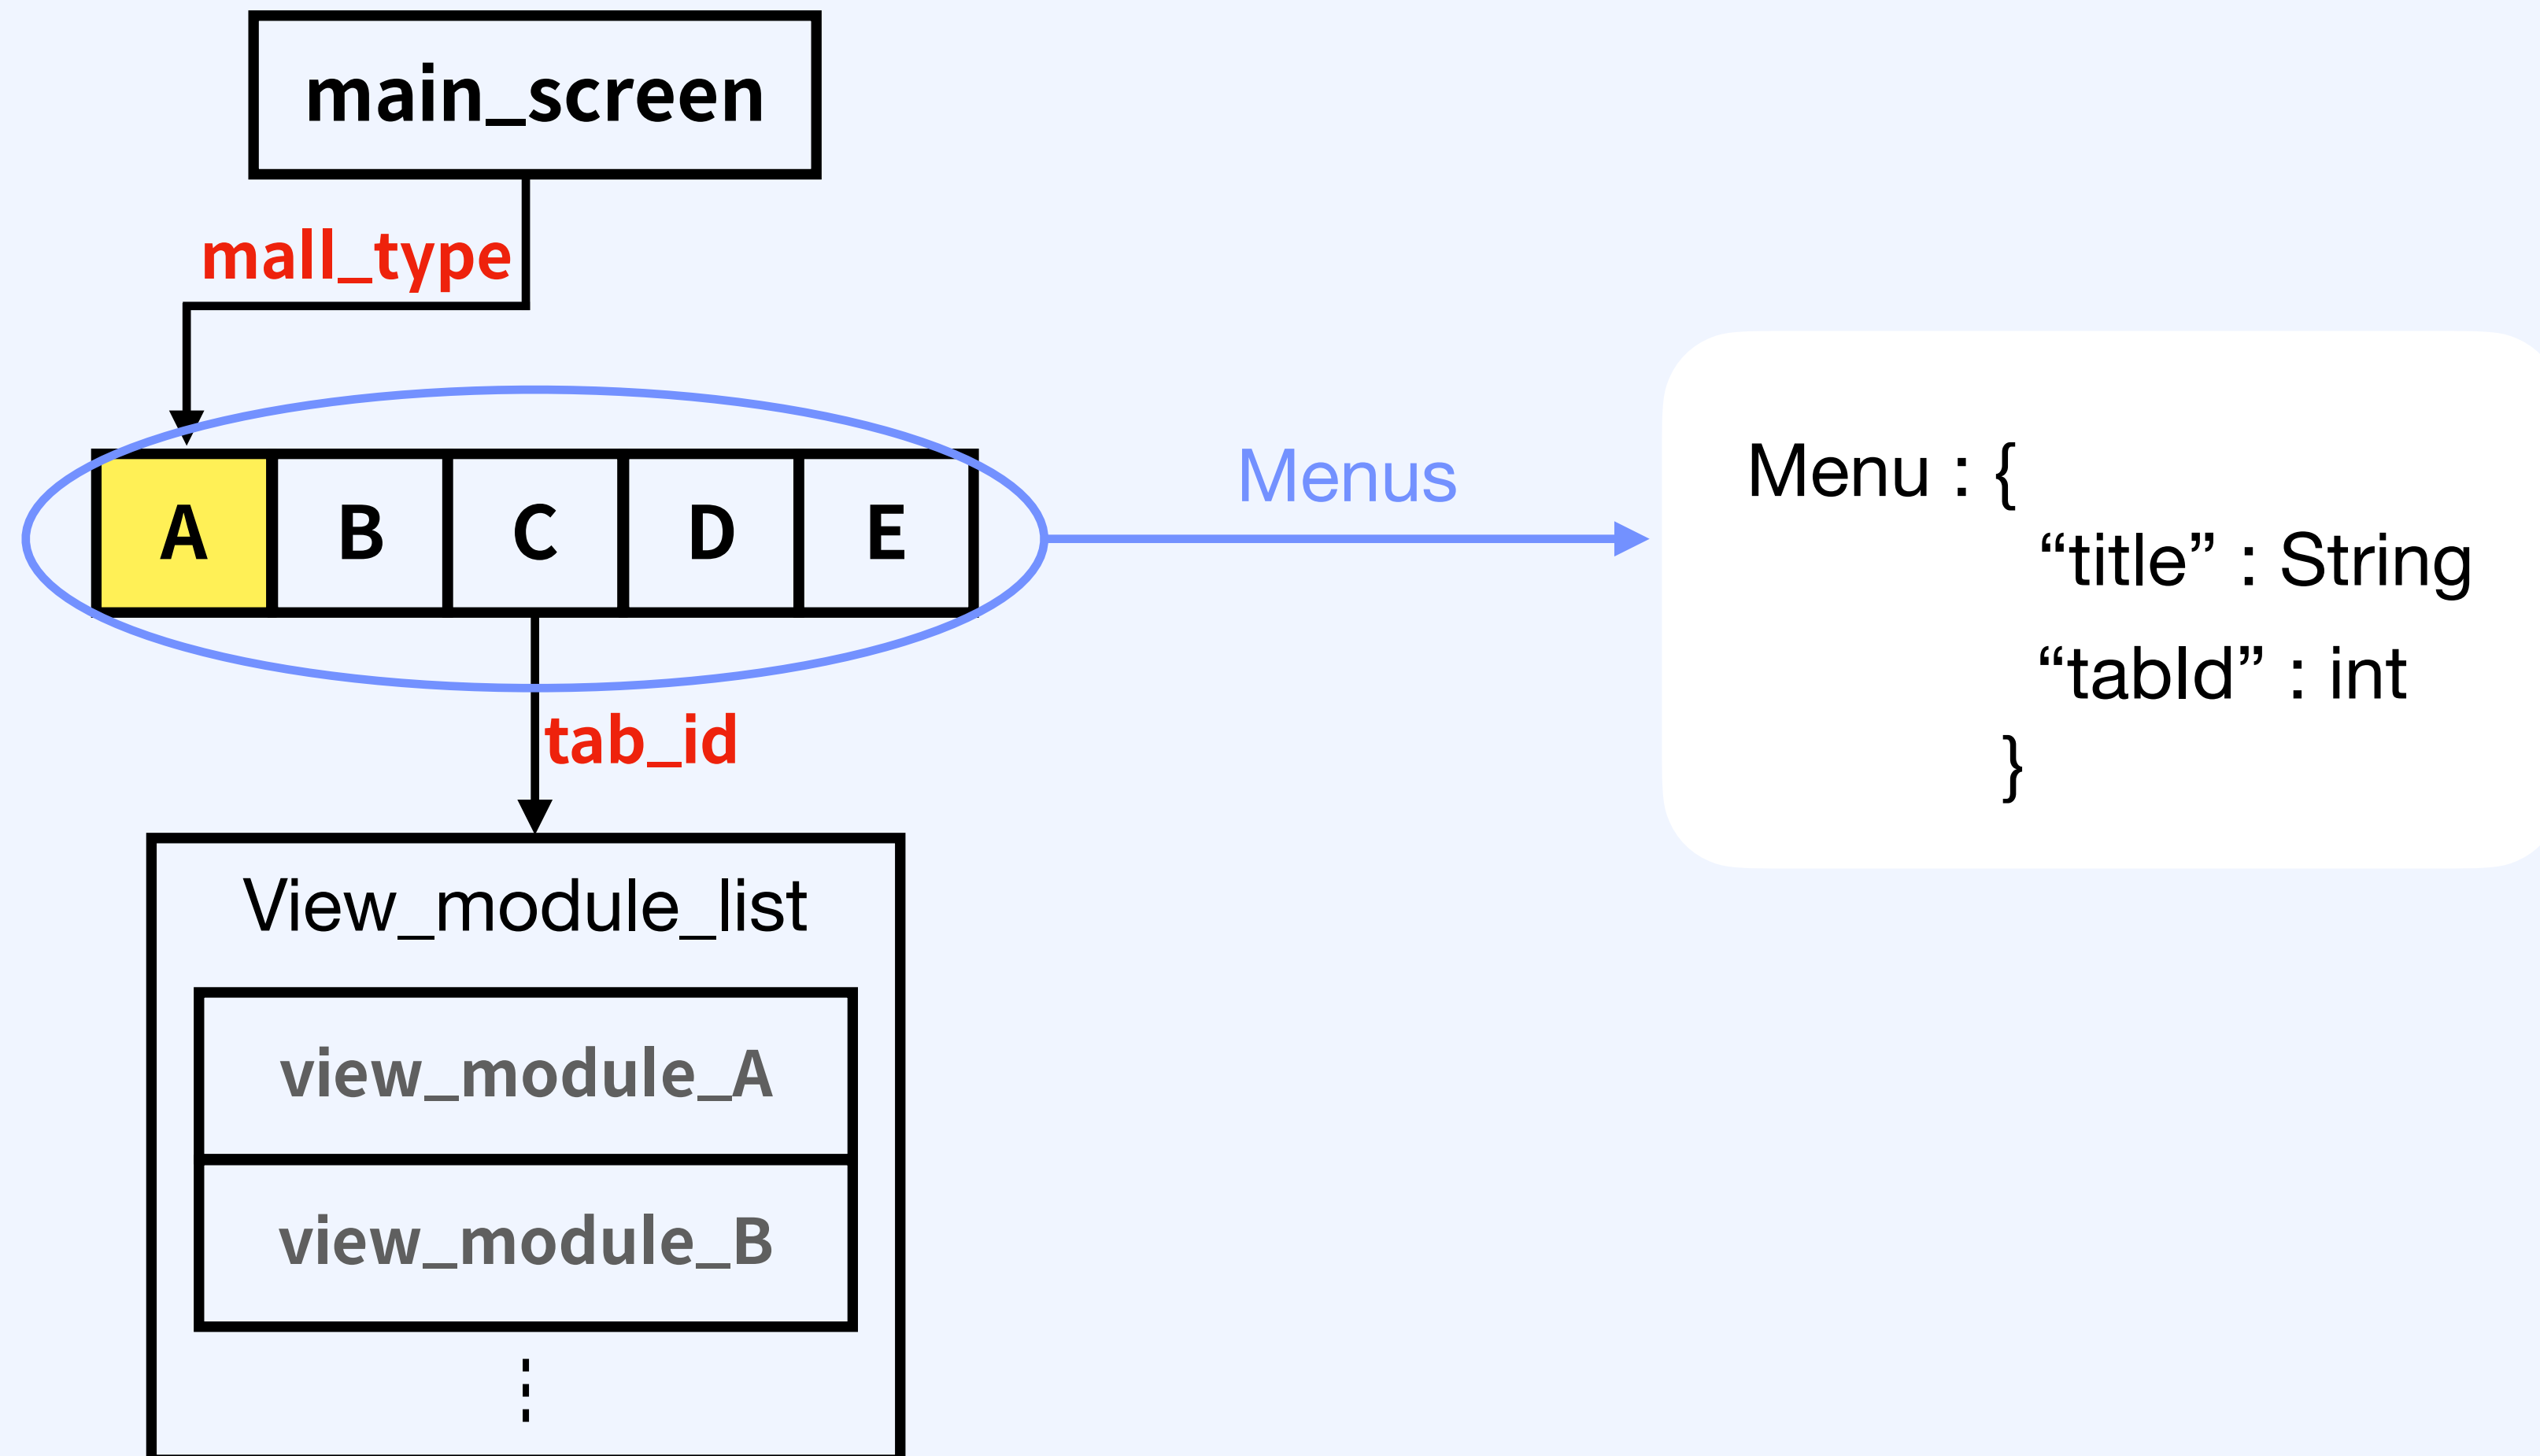 main_screen
mall_type
A B C D E
Menus
Menu : {
“title” : String
“tabId” : int
}
tab_id
View_module_list
view_module_A
view_module_B